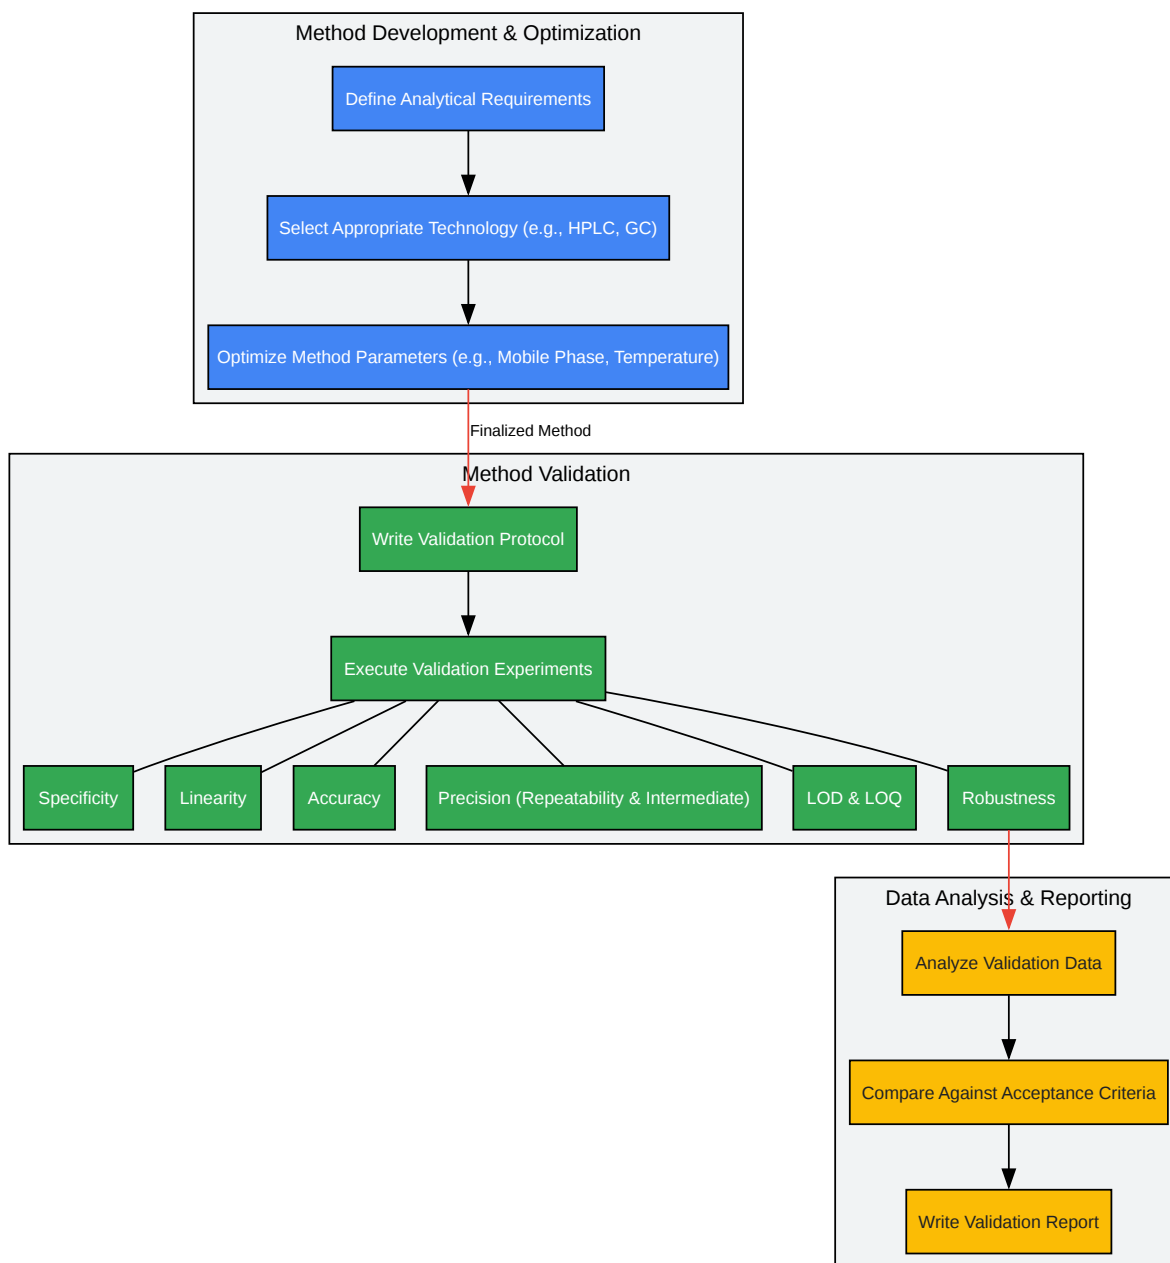 Method Development & Optimization
Define Analytical Requirements
Select Appropriate Technology (e.g., HPLC, GC)
Optimize Method Parameters (e.g., Mobile Phase, Temperature)
Finalized Method
Method Validation
Write Validation Protocol
Execute Validation Experiments
Specificity
Linearity
Accuracy
Precision (Repeatability & Intermediate)
LOD & LOQ
Robustness
Data Analysis & Reporting
Analyze Validation Data
Compare Against Acceptance Criteria
Write Validation Report